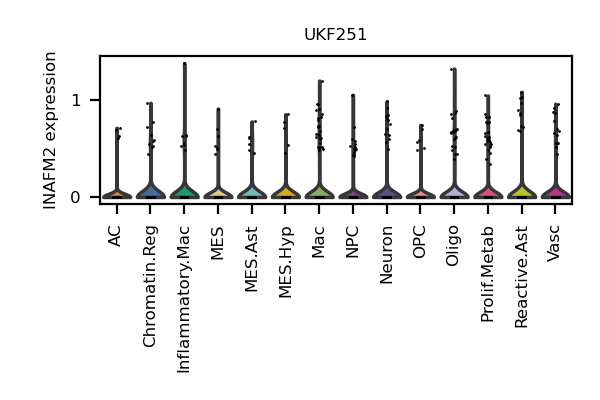 UKF251
INAFM2 expression
1
0
AC
Chromatin.Reg
Inflammatory.Mac
MES
MES.Ast
MES.Hyp
Mac
NPC
Neuron
OPC
Oligo
Prolif.Metab
Reactive.Ast
Vasc